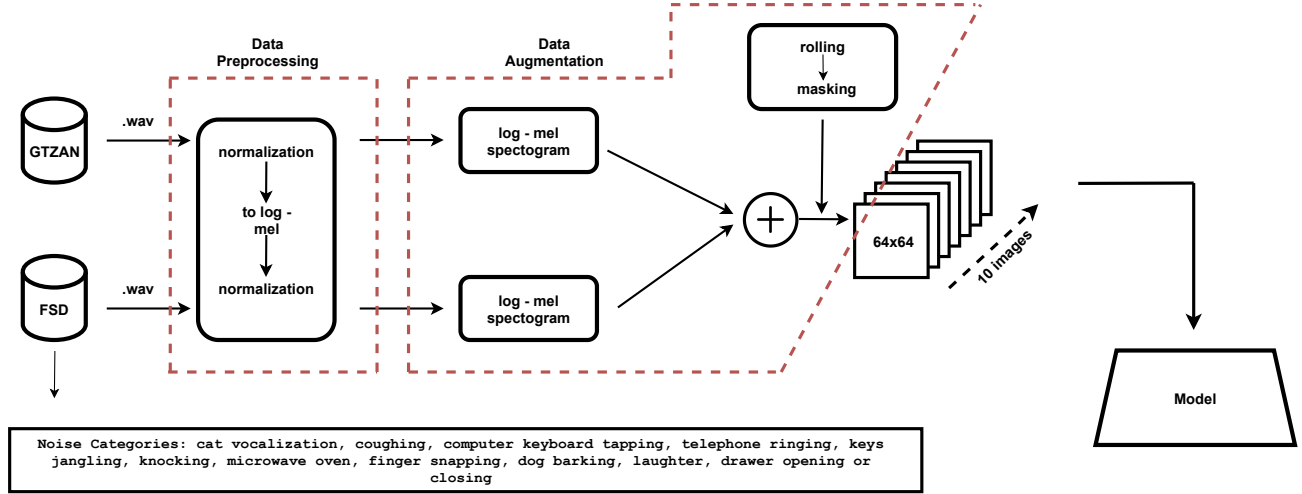 Data
Preprocessing
Data
Augmentation
rolling
masking
GTZAN
.wav
normalization
to log -
mel
normalization
log - mel
spectogram
FSD
.wav
log - mel
spectogram
64x64
10 images
Model
Noise Categories: cat vocalization, coughing, computer keyboard tapping, telephone ringing, keys
jangling, knocking, microwave oven, finger snapping, dog barking, laughter, drawer opening or
closing